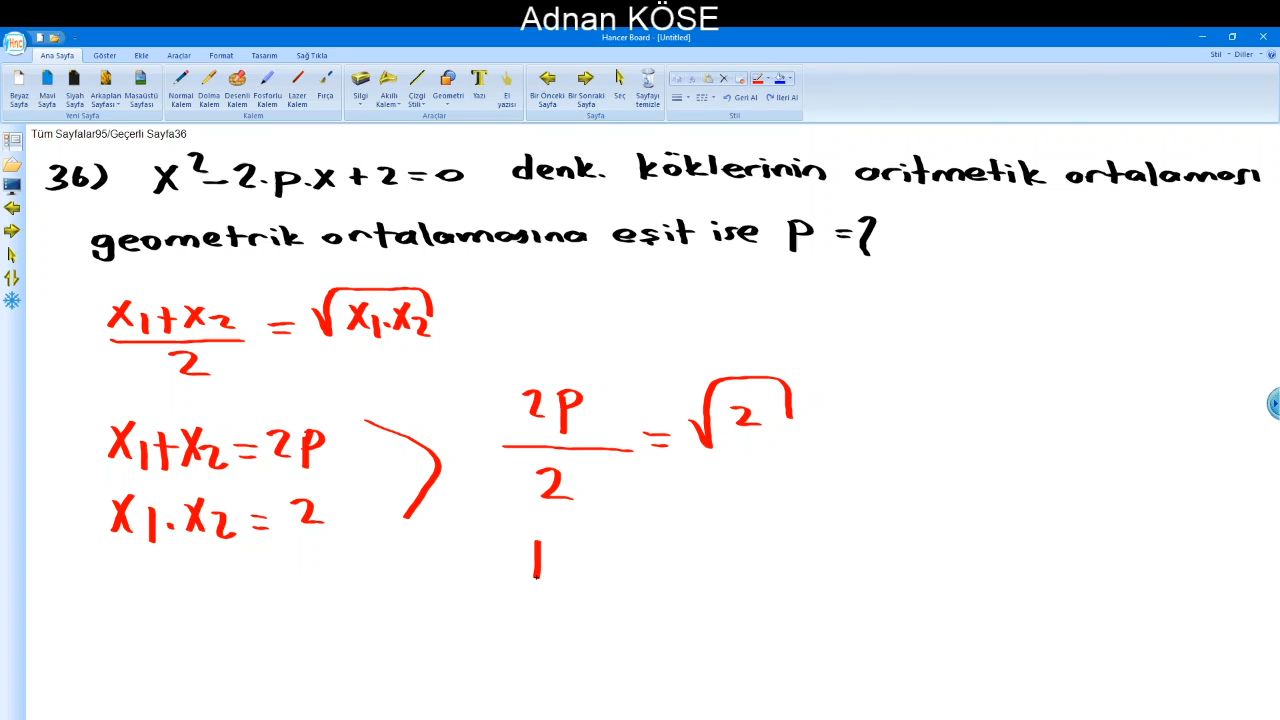 Adnan KÖSE
Hancer Board - [Untitled]
Ana Sayfa Göster Ekle Araçlar Format Tasarım Sağ Tıkla Stil Diller
Beyaz Sayfa Mavi Sayfa Siyah Sayfa Arkaplan Sayfası Masaüstü Sayfası Normal Kalem Dolma Kalem Desenli Kalem Fosforlu Kalem Lazer Kalem Fırça Silgi Akıllı Kalem Çizgi Stili Geometri Yazı El yazısı Bir Önceki Sayfa Bir Sonraki Sayfa Seç Sayfayı temizle Geri Al İleri Al
Yeni Sayfa Kalem Araçlar Sayfa Stil
Tüm Sayfalar95/Geçerli Sayfa36
36) x² - 2.p.x + 2 = 0 denk. köklerinin aritmetik ortalaması
geometrik ortalamasına eşit ise p = ?
(x₁+x₂)/2 = √(x₁.x₂)
x₁+x₂ = 2p
x₁.x₂ = 2
2p/2 = √2